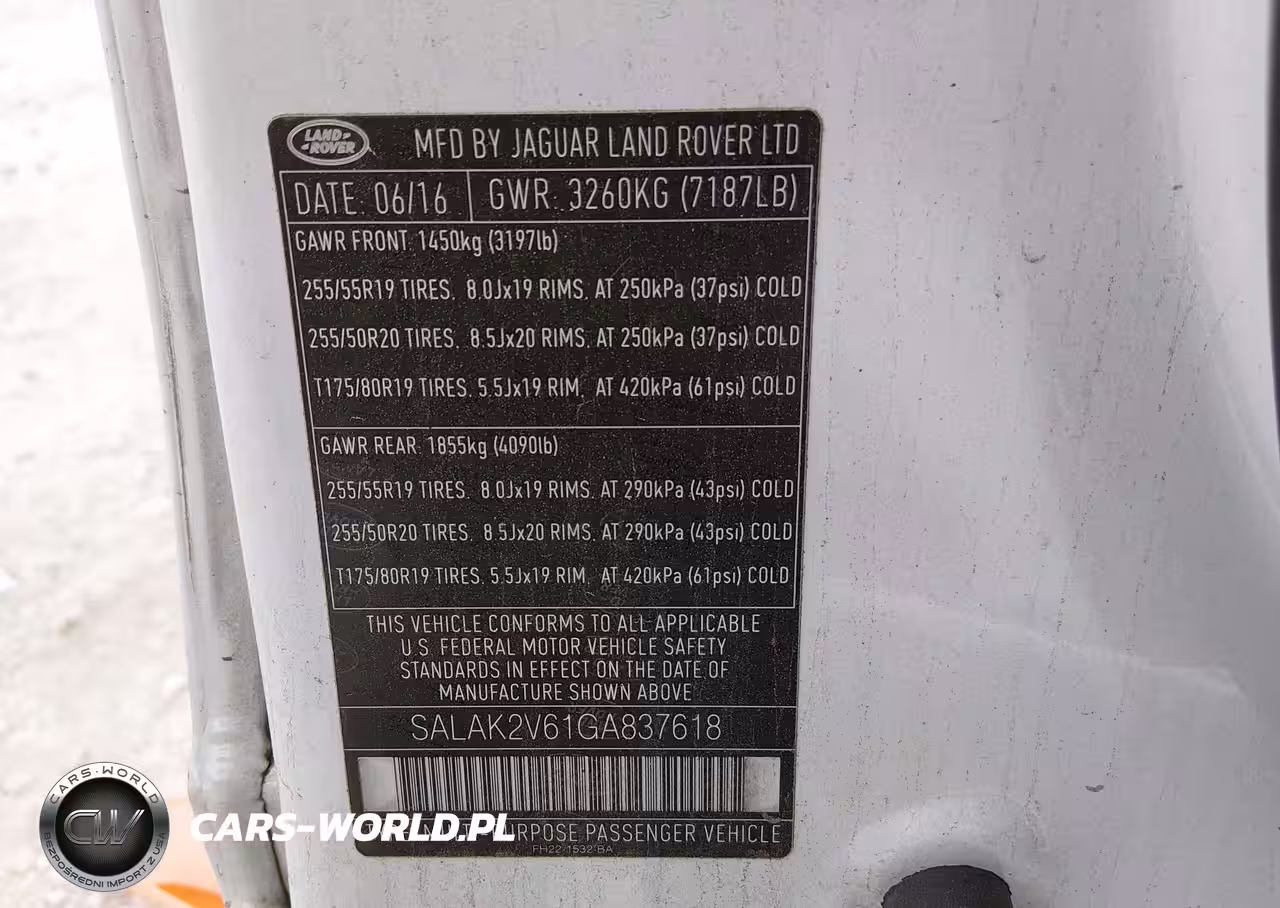 LAND ROVER
MFD BY JAGUAR LAND ROVER LTD
DATE: 06/16 GWR: 3260KG (7187LB)
GAWR FRONT: 1450kg (3197lb)
255/55R19 TIRES, 8.0Jx19 RIMS, AT 250kPa (37psi) COLD
255/50R20 TIRES, 8.5Jx20 RIMS, AT 250kPa (37psi) COLD
T175/80R19 TIRES, 5.5Jx19 RIM, AT 420kPa (61psi) COLD
GAWR REAR: 1855kg (4090lb)
255/55R19 TIRES, 8.0Jx19 RIMS, AT 290kPa (43psi) COLD
255/50R20 TIRES, 8.5Jx20 RIMS, AT 290kPa (43psi) COLD
T175/80R19 TIRES, 5.5Jx19 RIM, AT 420kPa (61psi) COLD
THIS VEHICLE CONFORMS TO ALL APPLICABLE
U.S. FEDERAL MOTOR VEHICLE SAFETY
STANDARDS IN EFFECT ON THE DATE OF
MANUFACTURE SHOWN ABOVE
SALAK2V61GA837618
PASSENGER VEHICLE
FH22 1532 BA
CARS-WORLD
CW
BEZPOŚREDNI IMPORT Z USA
CARS-WORLD.PL